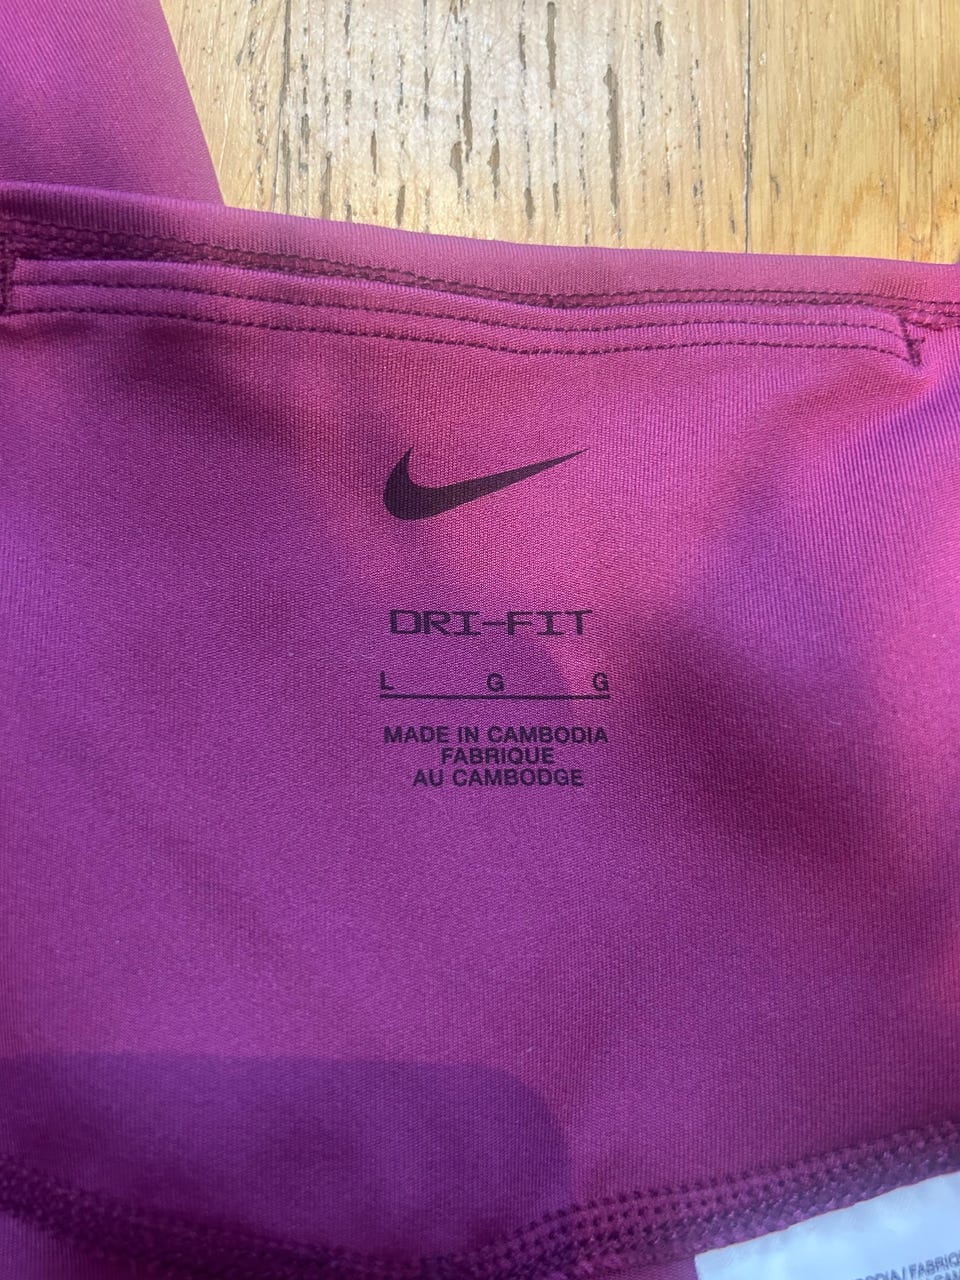 DRI-FIT
L G G
MADE IN CAMBODIA
FABRIQUE
AU CAMBODGE